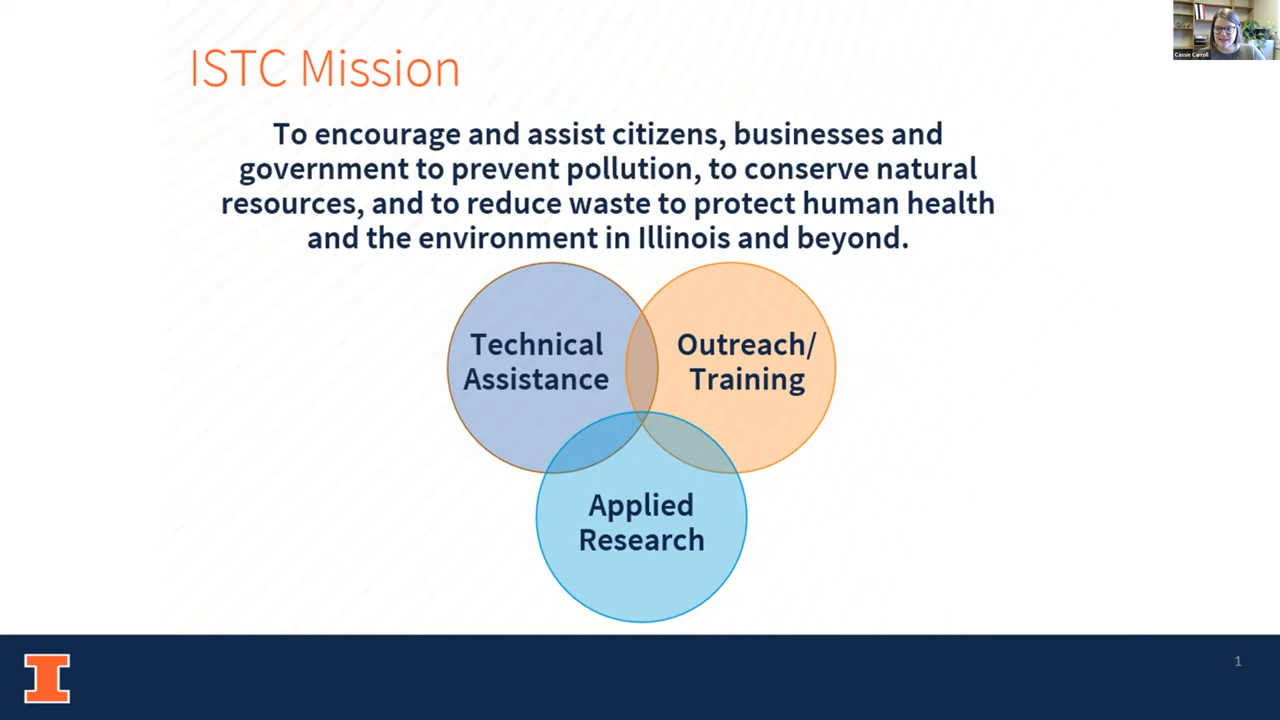 ISTC Mission
To encourage and assist citizens, businesses and
government to prevent pollution, to conserve natural
resources, and to reduce waste to protect human health
and the environment in Illinois and beyond.
Technical
Assistance
Outreach/
Training
Applied
Research
Cassie Carroll
1